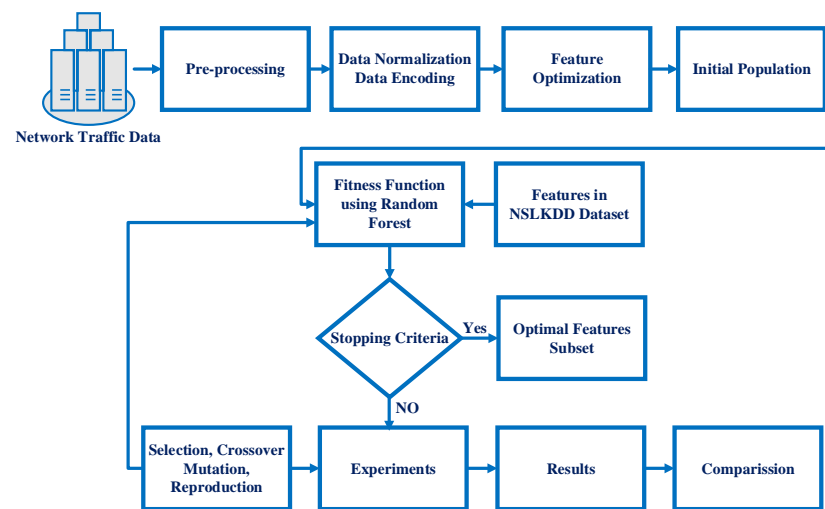 Network Traffic Data
Pre-processing
Data Normalization
Data Encoding
Feature
Optimization
Initial Population
Fitness Function
using Random
Forest
Features in
NSLKDD Dataset
Stopping Criteria
Yes
Optimal Features
Subset
NO
Selection, Crossover
Mutation,
Reproduction
Experiments
Results
Comparission